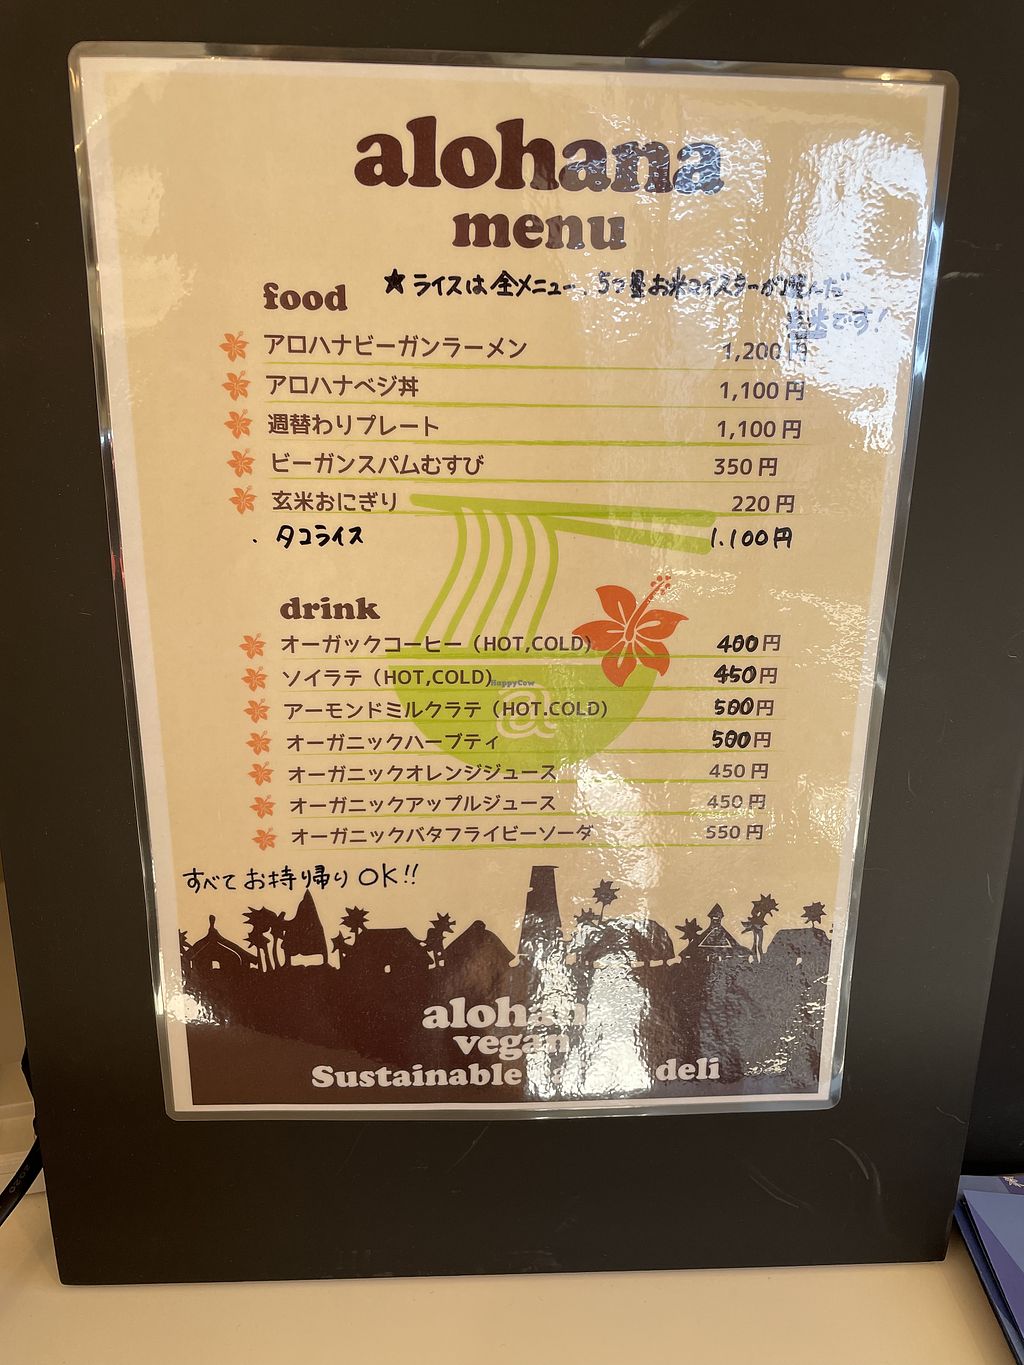 alohana
menu
food
★ライスは全メニュー、5つ星お米マイスターが選んだ
玄米です!
アロハナビーガンラーメン 1,200円
アロハナベジ丼 1,100円
週替わりプレート 1,100円
ビーガンスパムむすび 350円
玄米おにぎり 220円
・タコライス 1.100円
drink
オーガックコーヒー(HOT,COLD) 400円
ソイラテ(HOT,COLD) 450円
HappyCow
@
アーモンドミルクラテ(HOT.COLD) 500円
オーガニックハーブティ 500円
オーガニックオレンジジュース 450円
オーガニックアップルジュース 450円
オーガニックバタフライピーソーダ 550円
すべてお持り帰りOK!!
alohana
vegan
Sustainable deli
2020